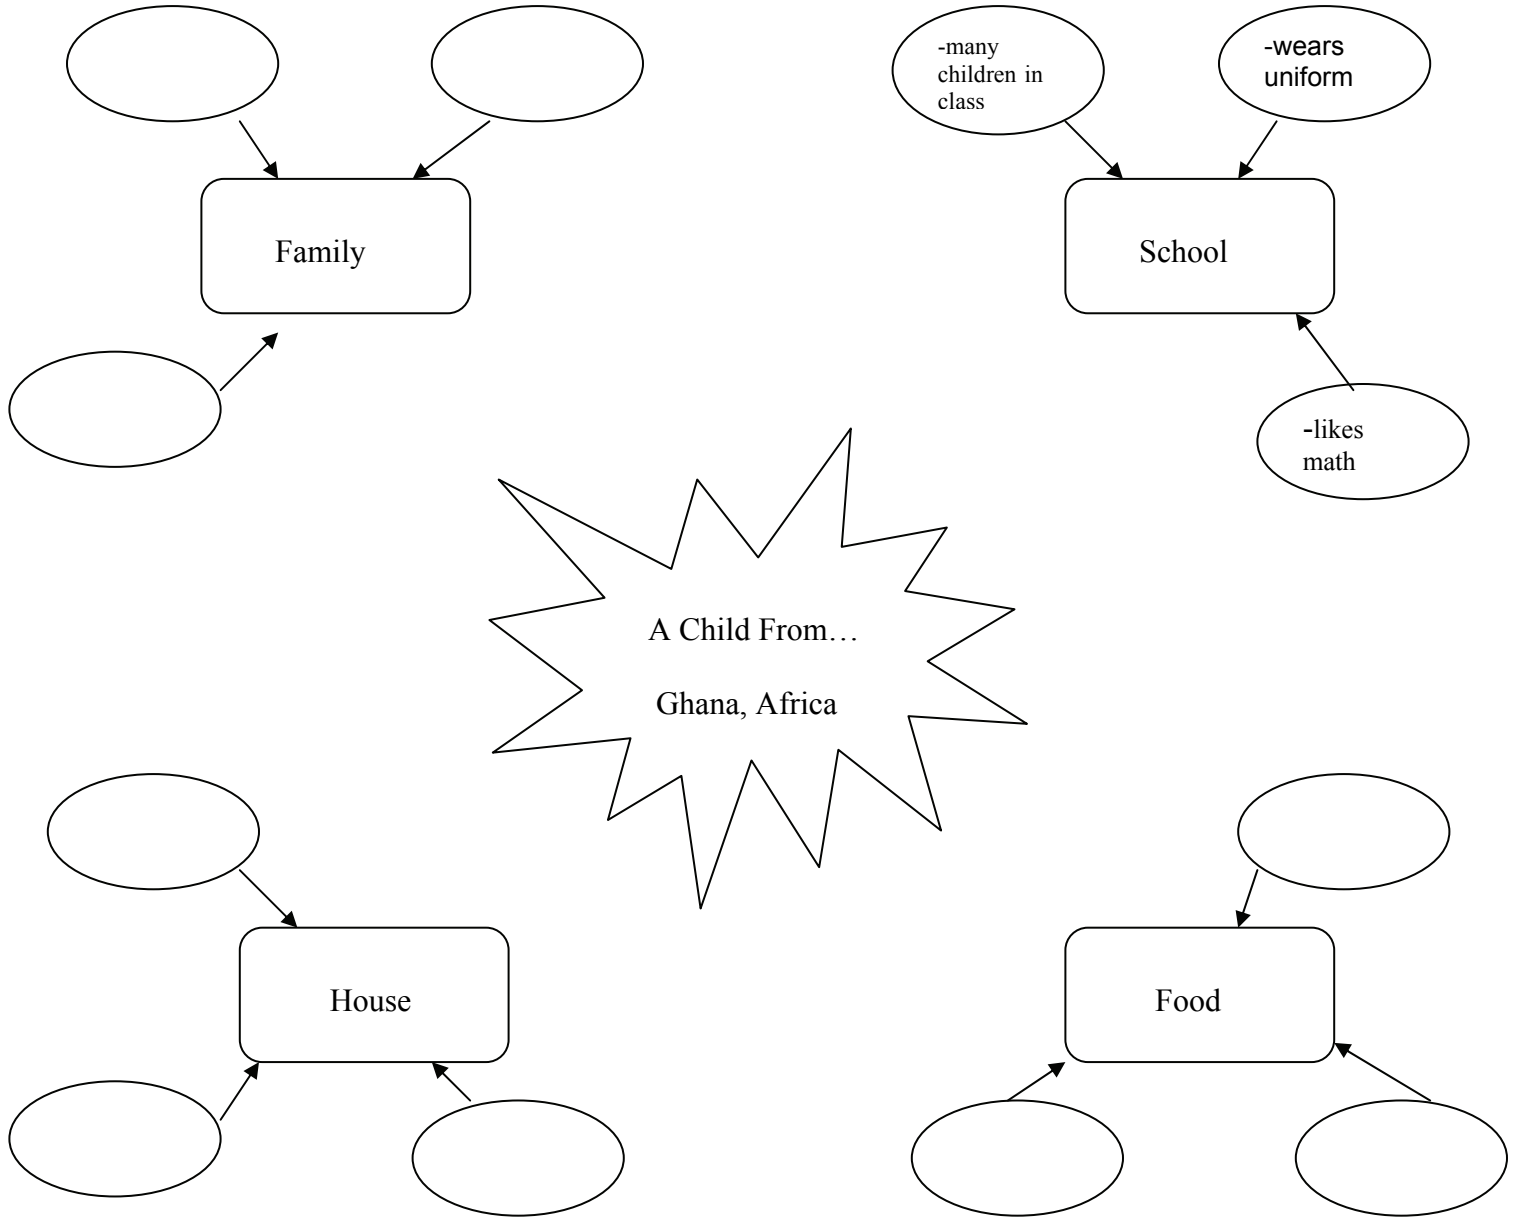 -many
children in
class
-wears
uniform
Family
School
-likes
math
A Child From…
Ghana, Africa
House
Food